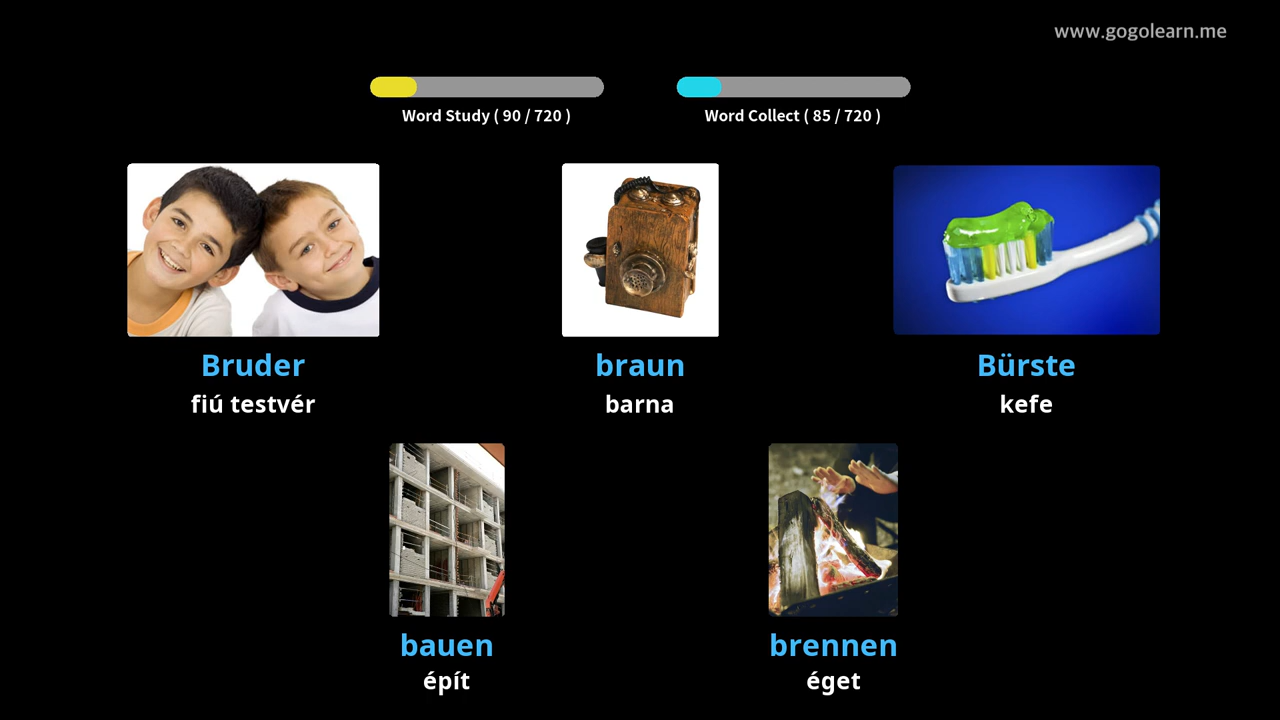 www.gogolearn.me
Word Study ( 90 / 720 )
Word Collect ( 85 / 720 )
Bruder
fiú testvér
braun
barna
Bürste
kefe
bauen
épít
brennen
éget